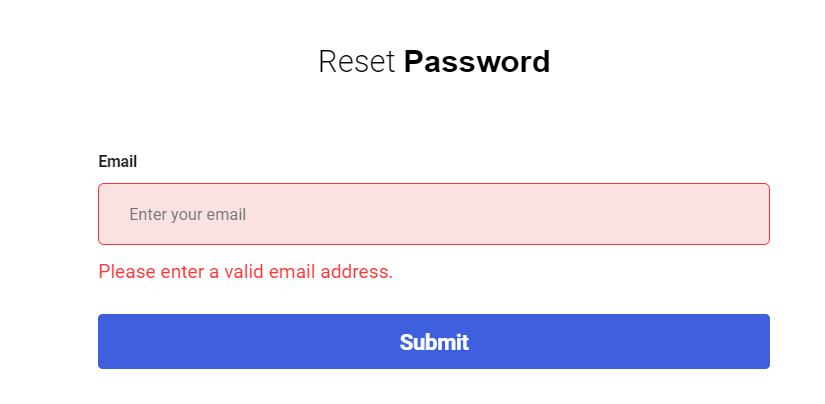 Reset Password
Email
Enter your email
Please enter a valid email address.
Submit